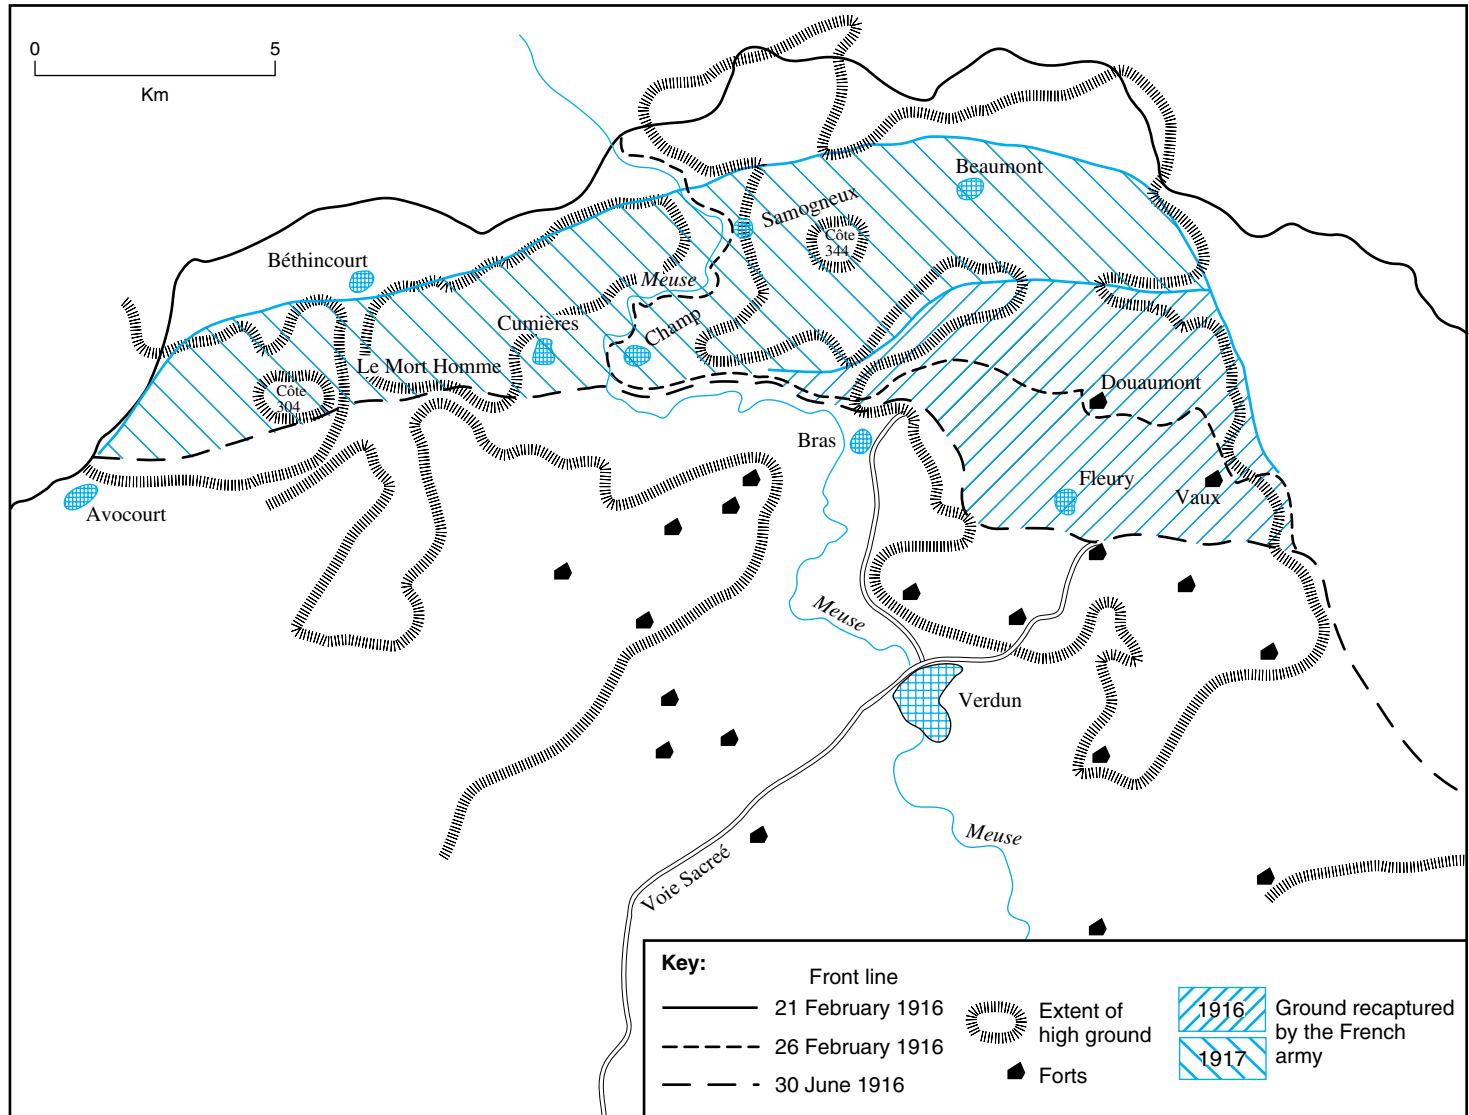 0 5
Km
Beaumont
Samogneux
Côte
344
Béthincourt
Meuse
Cumières
Champ
Le Mort Homme
Côte
304
Douaumont
Bras
Fleury
Vaux
Avocourt
Meuse
Verdun
Meuse
Voie Sacreé
Key:
Front line
21 February 1916
26 February 1916
30 June 1916
Extent of
high ground
Forts
1916
1917
Ground recaptured
by the French
army